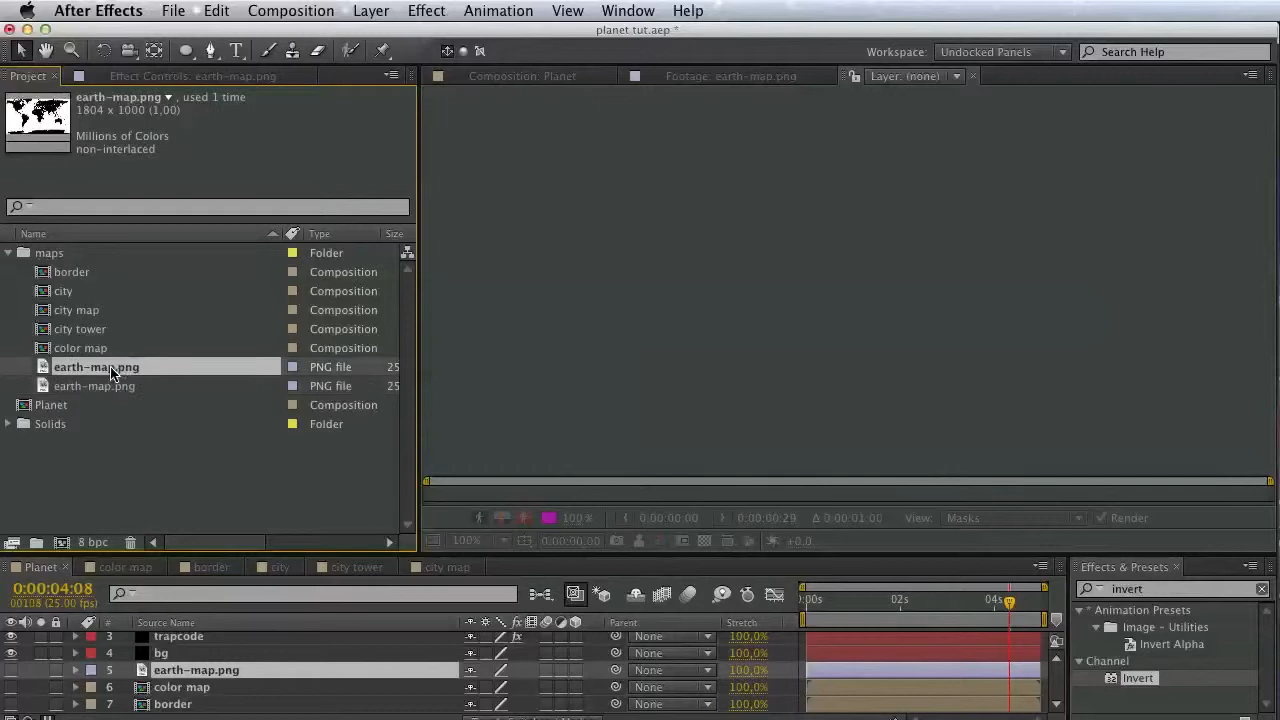 After Effects File Edit Composition Layer Effect Animation View Window Help
planet tut.aep *
Workspace: Undocked Panels Search Help
Project × Effect Controls: earth-map.png Composition: Planet Footage: earth-map.png Layer: (none) ×
earth-map.png ▼ , used 1 time
1804 x 1000 (1,00)
Millions of Colors
non-interlaced
Name Type Size
maps Folder
border Composition
city Composition
city map Composition
city tower Composition
color map Composition
earth-map.png PNG file 25
earth-map.png PNG file 25
Planet Composition
Solids Folder
100 % 0:00:00:00 0:00:00:29 Δ 0:00:01:00 View: Masks Render
8 bpc 100% 0:00:00:00 +0,0
Planet × color map border city city tower city map Effects & Presets ×
0:00:04:08 invert
00108 (25.00 fps)
:00s 02s 04s * Animation Presets
# Source Name fx Parent Stretch Image – Utilities
3 trapcode fx None 100,0% Invert Alpha
4 bg None 100,0% Channel
5 earth-map.png None 100,0% Invert
6 color map None 100,0%
7 border None 100,0%